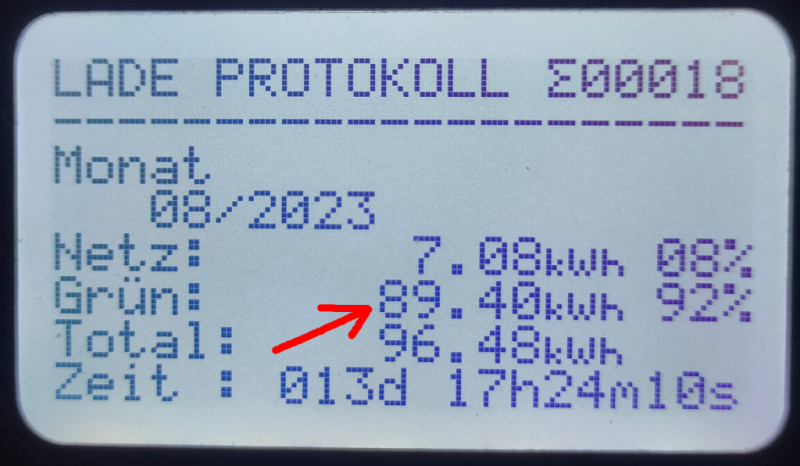 LADE PROTOKOLL Σ00018
---------------------
Monat
08/2023
Netz: 7.08kWh 08%
Grün: 89.40kWh 92%
Total: 96.48kWh
Zeit : 013d 17h24m10s